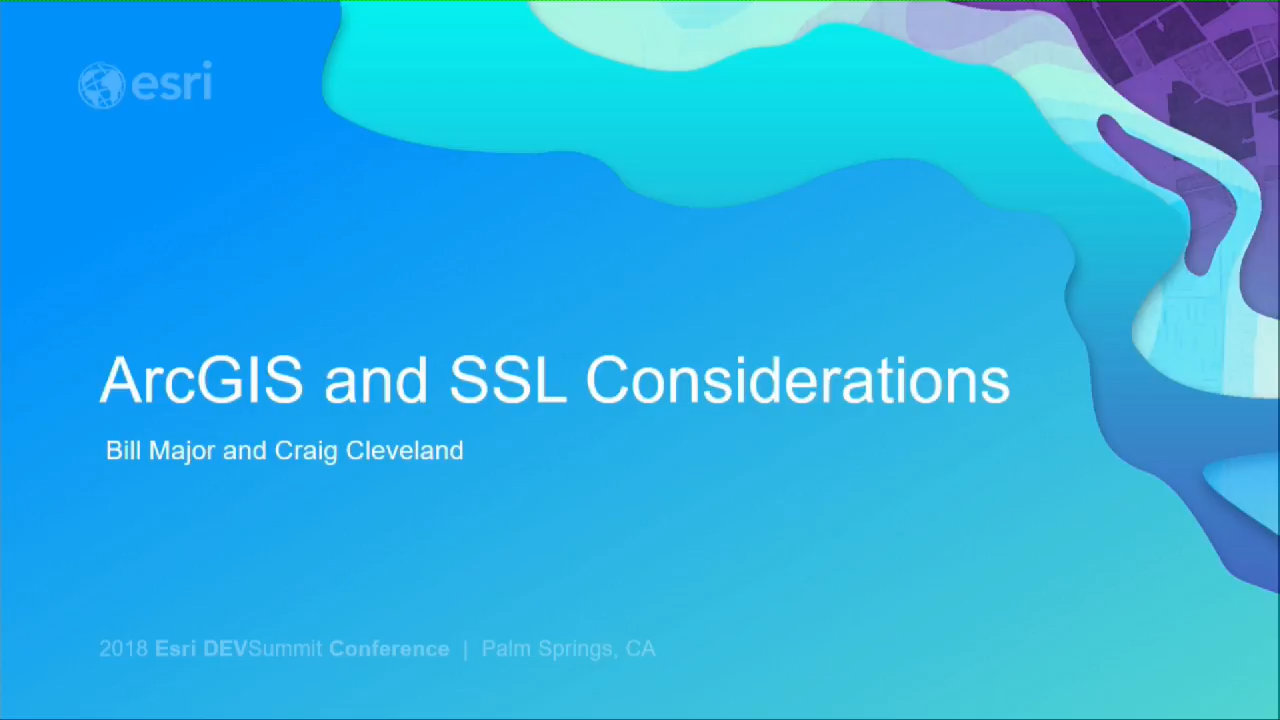 esri
ArcGIS and SSL Considerations
Bill Major and Craig Cleveland
2018 Esri DEVSummit Conference | Palm Springs, CA